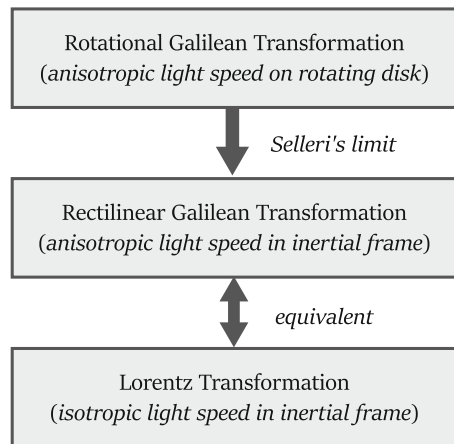 Rotational Galilean Transformation
(anisotropic light speed on rotating disk)
Selleri's limit
Rectilinear Galilean Transformation
(anisotropic light speed in inertial frame)
equivalent
Lorentz Transformation
(isotropic light speed in inertial frame)